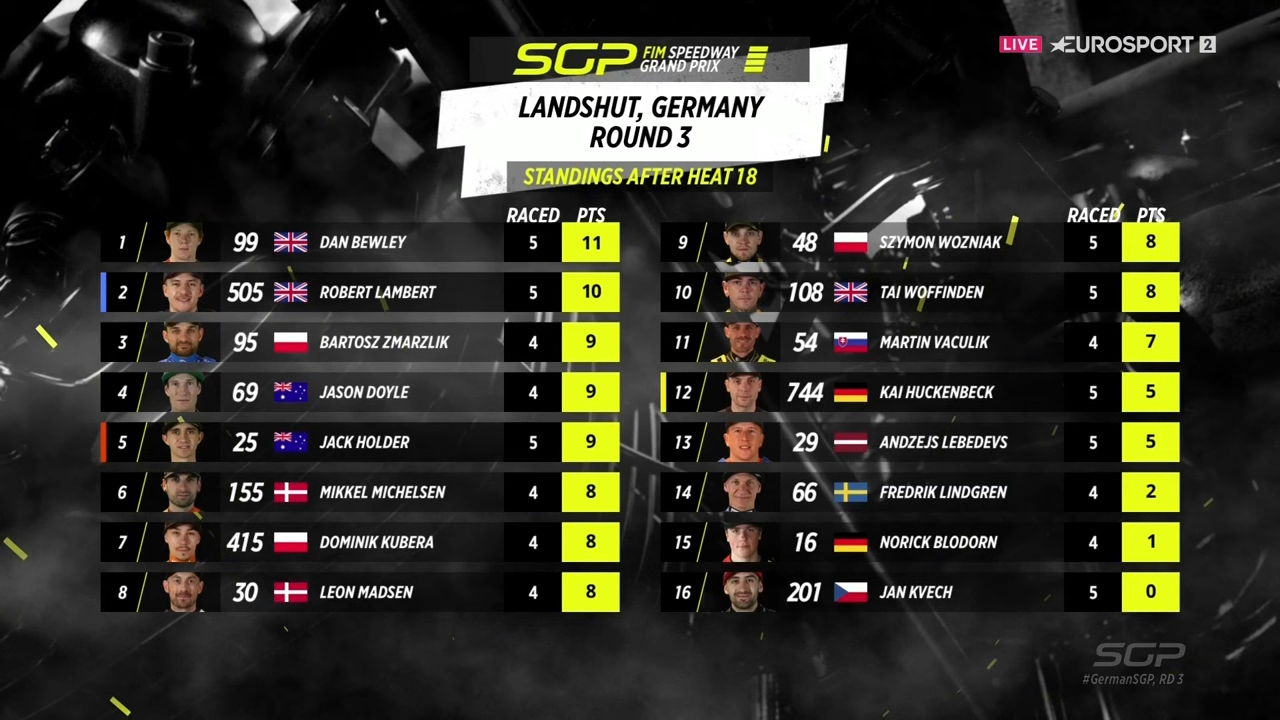 LIVE EUROSPORT 2
SGP FIM SPEEDWAY GRAND PRIX
LANDSHUT, GERMANY
ROUND 3
STANDINGS AFTER HEAT 18
RACED PTS
1 99 DAN BEWLEY 5 11
2 505 ROBERT LAMBERT 5 10
3 95 BARTOSZ ZMARZLIK 4 9
4 69 JASON DOYLE 4 9
5 25 JACK HOLDER 5 9
6 155 MIKKEL MICHELSEN 4 8
7 415 DOMINIK KUBERA 4 8
8 30 LEON MADSEN 4 8
RACED PTS
9 48 SZYMON WOZNIAK 5 8
10 108 TAI WOFFINDEN 5 8
11 54 MARTIN VACULIK 4 7
12 744 KAI HUCKENBECK 5 5
13 29 ANDZEJS LEBEDEVS 5 5
14 66 FREDRIK LINDGREN 4 2
15 16 NORICK BLODORN 4 1
16 201 JAN KVECH 5 0
SGP
#GermanSGP, RD 3